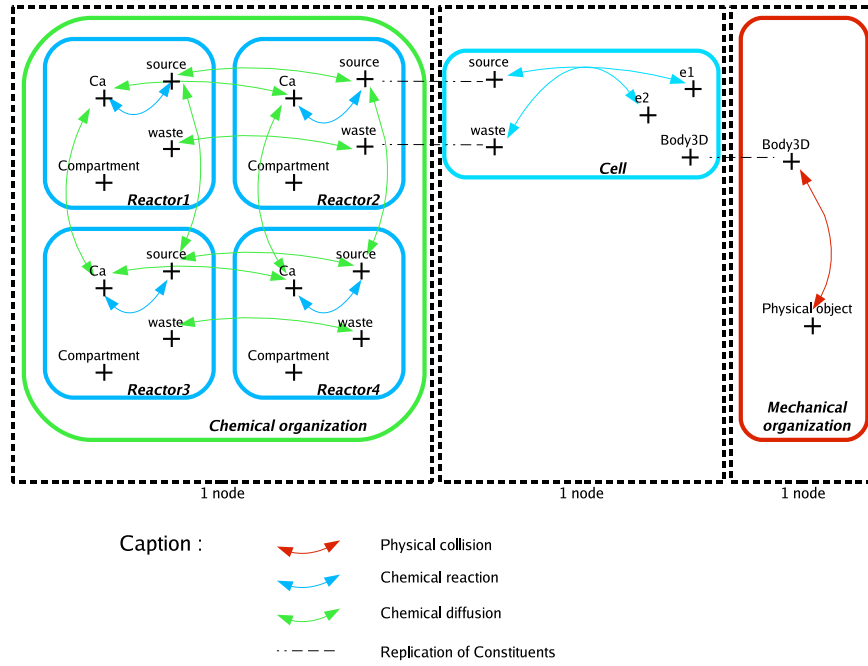 source
Ca
waste
Compartment
Reactor1
source
Ca
waste
Compartment
Reactor2
source
Ca
waste
Compartment
Reactor3
source
Ca
waste
Compartment
Reactor4
Chemical organization
source
waste
e1
e2
Body3D
Cell
Body3D
Physical object
Mechanical
organization
1 node
1 node
1 node
Caption :
Physical collision
Chemical reaction
Chemical diffusion
Replication of Constituents